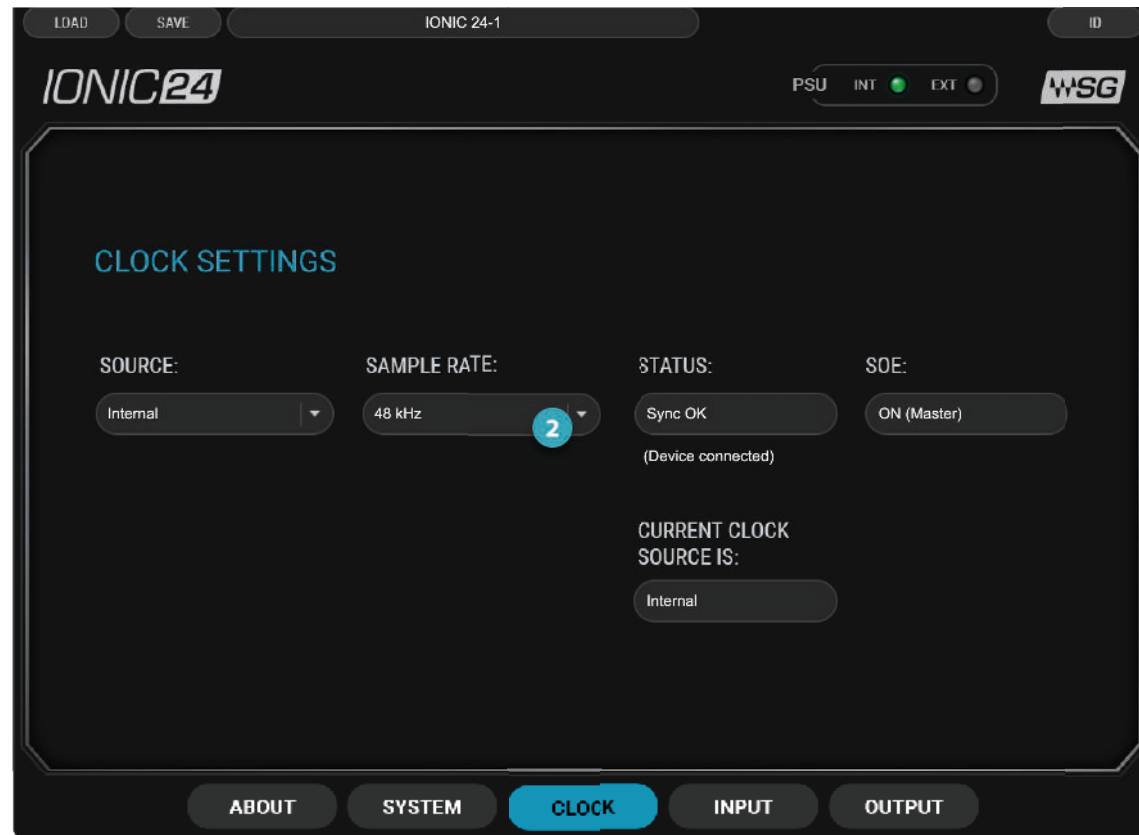 LOAD
SAVE
IONIC 24-1
ID
IONIC24
PSU INT EXT
WSG
CLOCK SETTINGS
SOURCE:
SAMPLE RATE:
STATUS:
SOE:
Internal
48 kHz
2
Sync OK
ON (Master)
(Device connected)
CURRENT CLOCK
SOURCE IS:
Internal
ABOUT
SYSTEM
CLOCK
INPUT
OUTPUT